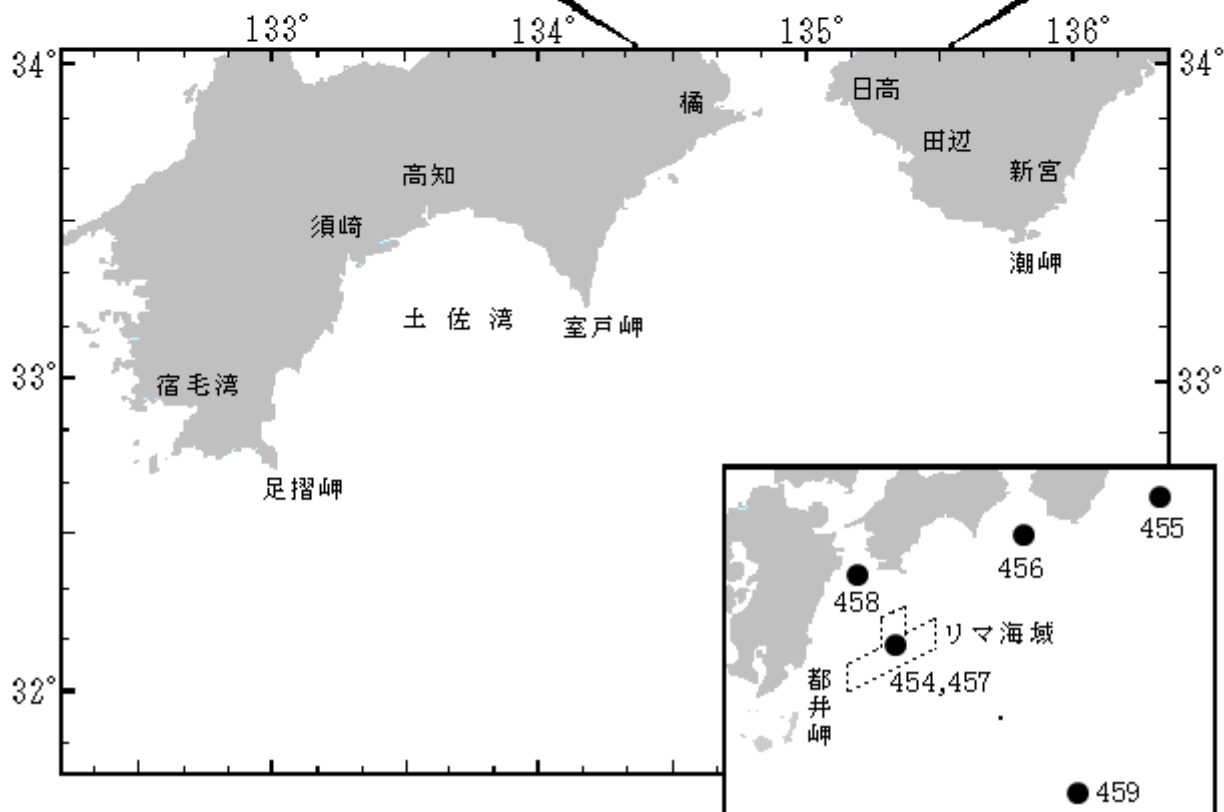 133°
134°
135°
136°
34°
34°
橘
日高
田辺
高知
新宮
須崎
潮岬
土佐湾
室戸岬
33°
33°
宿毛湾
足摺岬
455
456
458
リマ海域
454,457
都井岬
32°
459